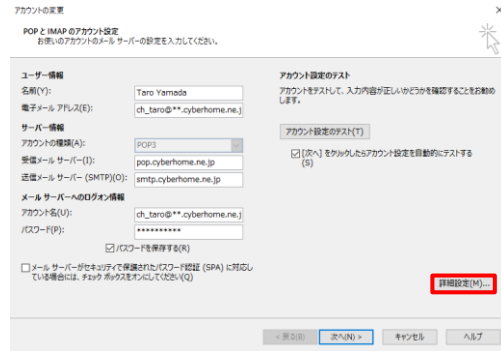 アカウントの変更
POP と IMAP のアカウント設定
お使いのアカウントのメール サーバーの設定を入力してください。
ユーザー情報
名前(Y):
Taro Yamada
電子メール アドレス(E):
ch_taro@**.cyberhome.ne.j
サーバー情報
アカウントの種類(A):
POP3
受信メール サーバー(I):
pop.cyberhome.ne.jp
送信メール サーバー (SMTP)(O):
smtp.cyberhome.ne.jp
メール サーバーへのログオン情報
アカウント名(U):
ch_taro@**.cyberhome.ne.j
パスワード(P):
**********
パスワードを保存する(R)
メール サーバーがセキュリティで保護されたパスワード認証 (SPA) に対応し
ている場合には、チェック ボックスをオンにしてください(Q)
アカウント設定のテスト
アカウントをテストして、入力内容が正しいかどうかを確認することをお勧め
します。
アカウント設定のテスト(T)
[次へ] をクリックしたらアカウント設定を自動的にテストする
(S)
詳細設定(M)...
< 戻る(B)
次へ(N) >
キャンセル
ヘルプ